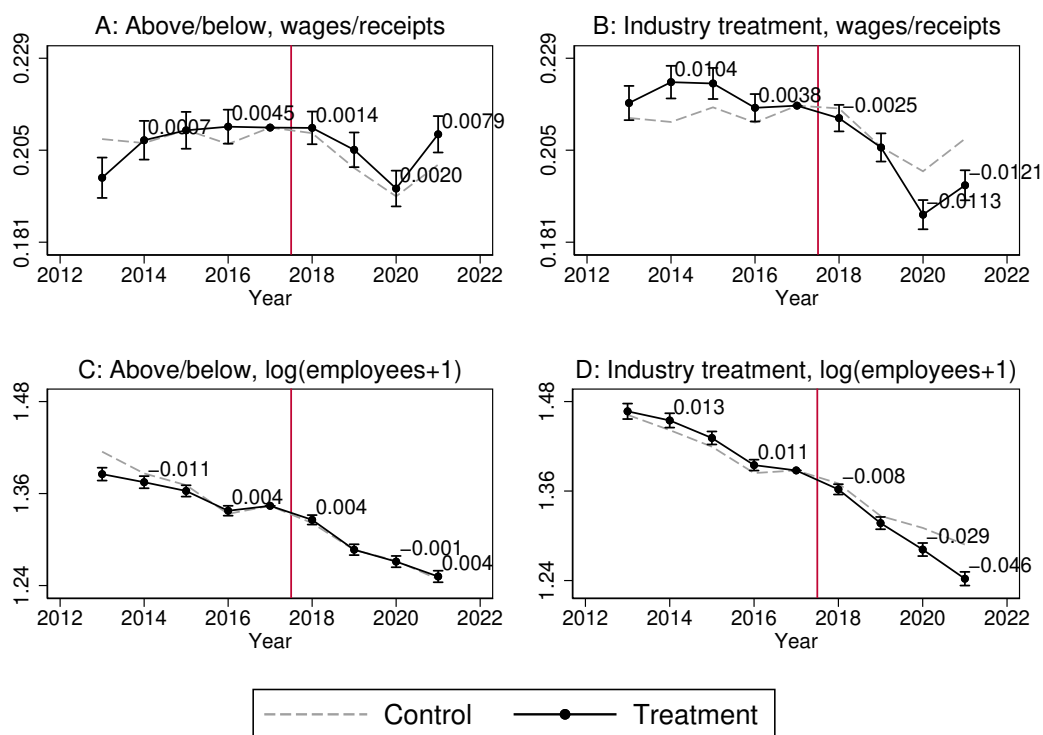 A: Above/below, wages/receipts
0.229
0.205
0.181
0.0007
0.0045
0.0014
0.0020
0.0079
2012 2014 2016 2018 2020 2022
Year
B: Industry treatment, wages/receipts
0.229
0.205
0.181
0.0104
0.0038
−0.0025
−0.0113
−0.0121
2012 2014 2016 2018 2020 2022
Year
C: Above/below, log(employees+1)
1.48
1.36
1.24
−0.011
0.004
0.004
−0.001
0.004
2012 2014 2016 2018 2020 2022
Year
D: Industry treatment, log(employees+1)
1.48
1.36
1.24
0.013
0.011
−0.008
−0.029
−0.046
2012 2014 2016 2018 2020 2022
Year
Control Treatment